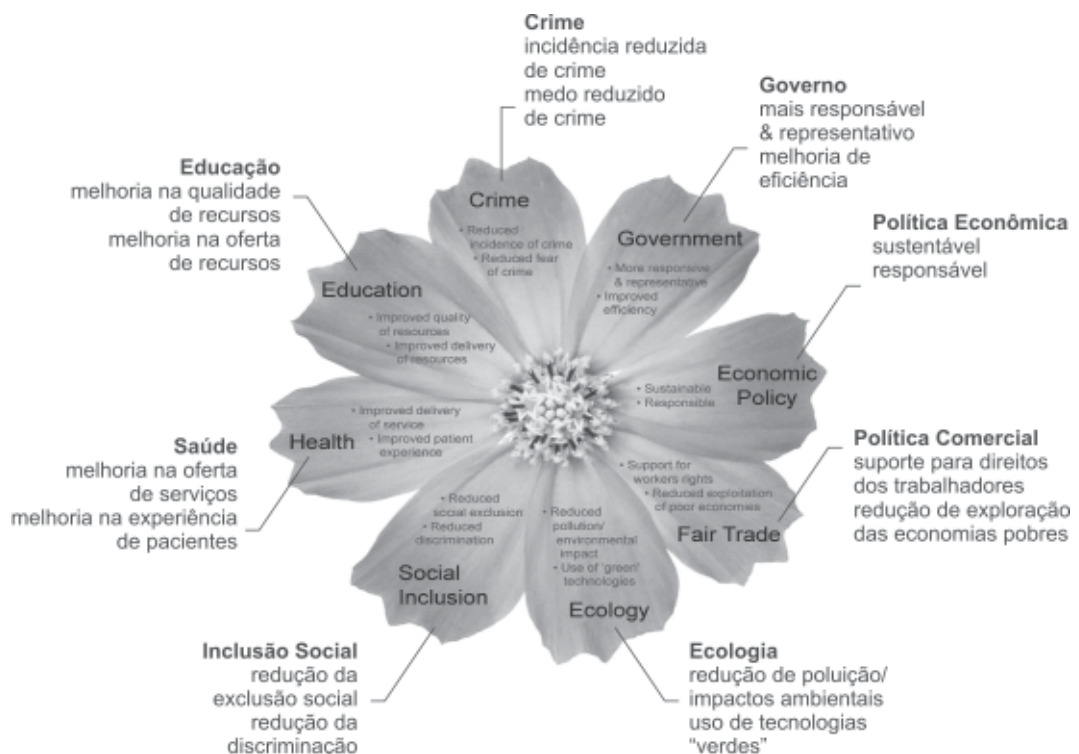 Crime
incidência reduzida
de crime
medo reduzido
de crime
Governo
mais responsável
& representativo
melhoria de
eficiência
Educação
melhoria na qualidade
de recursos
melhoria na oferta
de recursos
Política Econômica
sustentável
responsável
Saúde
melhoria na oferta
de serviços
melhoria na experiência
de pacientes
Política Comercial
suporte para direitos
dos trabalhadores
redução de exploração
das economias pobres
Inclusão Social
redução da
exclusão social
redução da
discriminação
Ecologia
redução de poluição/
impactos ambientais
uso de tecnologias
“verdes”
Crime
• Reduced
incidence of crime
• Reduced fear
of crime
Government
• More responsive
& representative
• Improved
efficiency
Education
• Improved quality
of resources
• Improved delivery
of resources
Economic
Policy
• Sustainable
• Responsible
Health
• Improved delivery
of service
• Improved patient
experience
• Support for
workers rights
• Reduced exploitation
of poor economies
Fair Trade
• Reduced
social exclusion
• Reduced
discrimination
Social
Inclusion
• Reduced
pollution/
environmental
impact
• Use of 'green'
technologies
Ecology